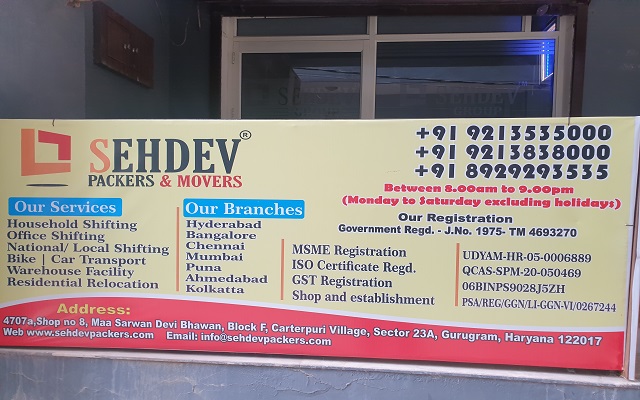 SEHDEV®
PACKERS & MOVERS
+91 9213535000
+91 9213838000
+91 8929293535
Between 8.00am to 9.00pm
(Monday to Saturday excluding holidays)
Our Registration
Government Regd. - J.No. 1975- TM 4693270
Our Services
Household Shifting
Office Shifting
National/ Local Shifting
Bike | Car Transport
Warehouse Facility
Residential Relocation
Our Branches
Hyderabad
Bangalore
Chennai
Mumbai
Puna
Ahmedabad
Kolkatta
MSME Registration UDYAM-HR-05-0006889
ISO Certificate Regd. QCAS-SPM-20-050469
GST Registration 06BINPS9028J5ZH
Shop and establishment PSA/REG/GGN/LI-GGN-VI/0267244
Address:
4707a,Shop no 8, Maa Sarwan Devi Bhawan, Block F, Carterpuri Village, Sector 23A, Gurugram, Haryana 122017
Web www.sehdevpackers.com Email: info@sehdevpackers.com